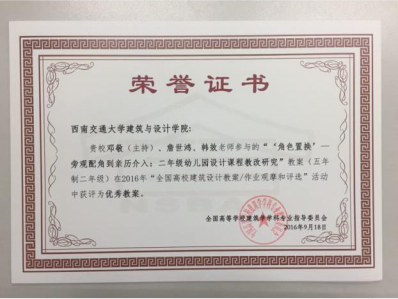 荣誉证书
西南交通大学建筑与设计学院:
贵校邓敬（主持）、唐世鸿、韩效老师参与的“‘角色置换’—
旁观配角到亲历介入：二年级幼儿园设计课程教改研究”教案（五年
制二年级）在2016年“全国高校建筑设计教案/作业观摩和评选”活动
中获评为优秀教案。
全国高等学校建筑学学科专业指导委员会
2016年9月18日